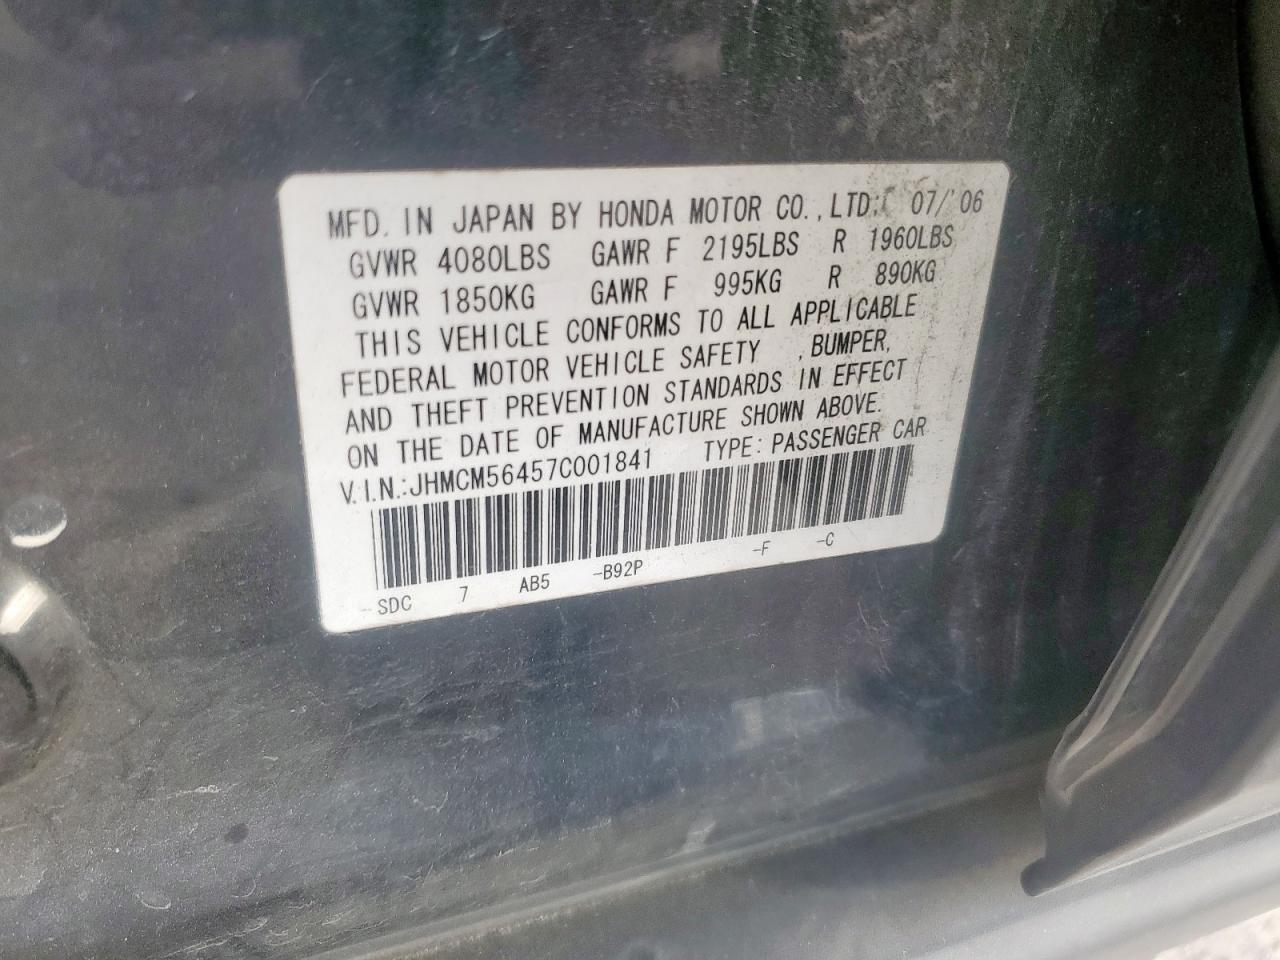 MFD. IN JAPAN BY HONDA MOTOR CO.,LTD. 07/'06
GVWR 4080LBS GAWR F 2195LBS R 1960LBS
GVWR 1850KG GAWR F 995KG R 890KG
THIS VEHICLE CONFORMS TO ALL APPLICABLE
FEDERAL MOTOR VEHICLE SAFETY ,BUMPER,
AND THEFT PREVENTION STANDARDS IN EFFECT
ON THE DATE OF MANUFACTURE SHOWN ABOVE.
V.I.N.:JHMCM56457C001841 TYPE:PASSENGER CAR
-SDC 7 AB5 -B92P -F -C